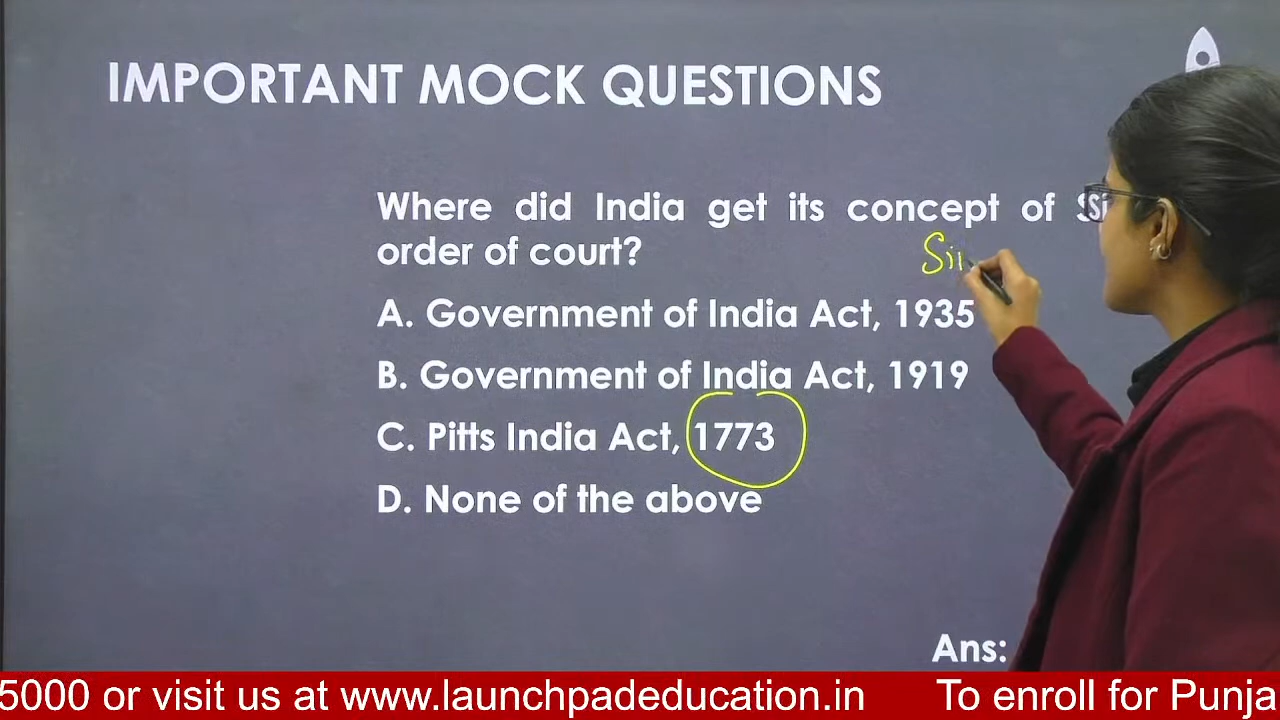 IMPORTANT MOCK QUESTIONS
Where did India get its concept of
order of court?
A. Government of India Act, 1935
B. Government of India Act, 1919
C. Pitts India Act, 1773
D. None of the above
Ans:
5000 or visit us at www.launchpadeducation.in To enroll for Punja